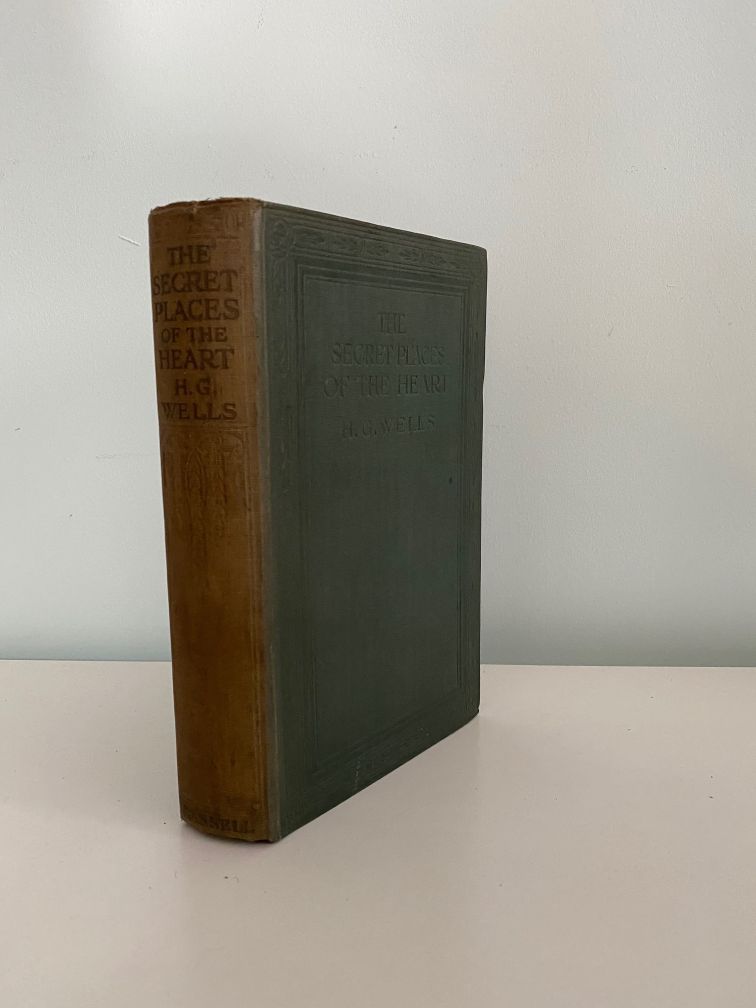 THE
SECRET
PLACES
OF THE
HEART
H. G.
WELLS
CASSELL
THE
SECRET PLACES
OF THE HEART
H. G. WELLS